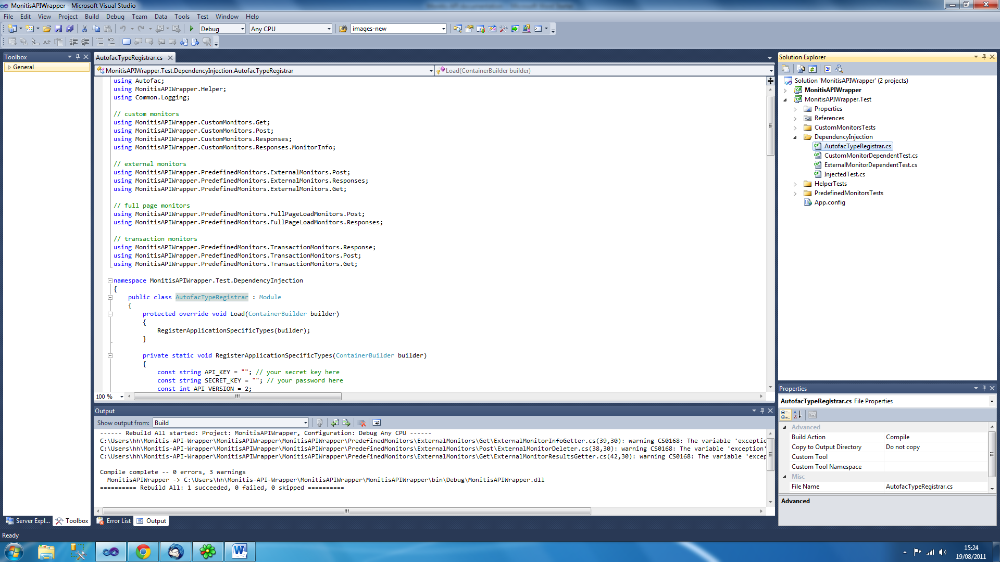 MonitisAPIWrapper - Microsoft Visual Studio
File Edit View Project Build Debug Team Data Tools Test Window Help
Debug Any CPU images-new
Toolbox
General
AutofacTypeRegistrar.cs
MonitisAPIWrapper.Test.DependencyInjection.AutofacTypeRegistrar Load(ContainerBuilder builder)
using Autofac;
using MonitisAPIWrapper.Helper;
using Common.Logging;
// custom monitors
using MonitisAPIWrapper.CustomMonitors.Get;
using MonitisAPIWrapper.CustomMonitors.Post;
using MonitisAPIWrapper.CustomMonitors.Responses;
using MonitisAPIWrapper.CustomMonitors.Responses.MonitorInfo;
// external monitors
using MonitisAPIWrapper.PredefinedMonitors.ExternalMonitors.Post;
using MonitisAPIWrapper.PredefinedMonitors.ExternalMonitors.Responses;
using MonitisAPIWrapper.PredefinedMonitors.ExternalMonitors.Get;
// full page monitors
using MonitisAPIWrapper.PredefinedMonitors.FullPageLoadMonitors.Post;
using MonitisAPIWrapper.PredefinedMonitors.FullPageLoadMonitors.Responses;
// transaction monitors
using MonitisAPIWrapper.PredefinedMonitors.TransactionMonitors.Response;
using MonitisAPIWrapper.PredefinedMonitors.TransactionMonitors.Post;
using MonitisAPIWrapper.PredefinedMonitors.TransactionMonitors.Get;
namespace MonitisAPIWrapper.Test.DependencyInjection
{
public class AutofacTypeRegistrar : Module
{
protected override void Load(ContainerBuilder builder)
{
RegisterApplicationSpecificTypes(builder);
}
private static void RegisterApplicationSpecificTypes(ContainerBuilder builder)
{
const string API_KEY = ""; // your secret key here
const string SECRET_KEY = ""; // your password here
const int API_VERSION = 2;
100 %
Output
Show output from: Build
------ Rebuild All started: Project: MonitisAPIWrapper, Configuration: Debug Any CPU ------
C:\Users\hh\Monitis-API-Wrapper\MonitisAPIWrapper\MonitisAPIWrapper\PredefinedMonitors\ExternalMonitors\Get\ExternalMonitorInfoGetter.cs(39,30): warning CS0168: The variable 'exceptic
C:\Users\hh\Monitis-API-Wrapper\MonitisAPIWrapper\MonitisAPIWrapper\PredefinedMonitors\ExternalMonitors\Post\ExternalMonitorDeleter.cs(38,30): warning CS0168: The variable 'exception'
C:\Users\hh\Monitis-API-Wrapper\MonitisAPIWrapper\MonitisAPIWrapper\PredefinedMonitors\ExternalMonitors\Get\ExternalMonitorResultsGetter.cs(42,30): warning CS0168: The variable 'excep
Compile complete -- 0 errors, 3 warnings
MonitisAPIWrapper -> C:\Users\hh\Monitis-API-Wrapper\MonitisAPIWrapper\MonitisAPIWrapper\bin\Debug\MonitisAPIWrapper.dll
========== Rebuild All: 1 succeeded, 0 failed, 0 skipped ==========
Server Expl... Toolbox Error List Output
Solution Explorer
Solution 'MonitisAPIWrapper' (2 projects)
MonitisAPIWrapper
MonitisAPIWrapper.Test
Properties
References
CustomMonitorsTests
DependencyInjection
AutofacTypeRegistrar.cs
CustomMonitorDependentTest.cs
ExternalMonitorDependentTest.cs
InjectedTest.cs
HelperTests
PredefinedMonitorsTests
App.config
Properties
AutofacTypeRegistrar.cs File Properties
Advanced
Build Action Compile
Copy to Output Directory Do not copy
Custom Tool
Custom Tool Namespace
Misc
File Name AutofacTypeRegistrar.cs
Advanced
Ready
15:24
19/08/2011